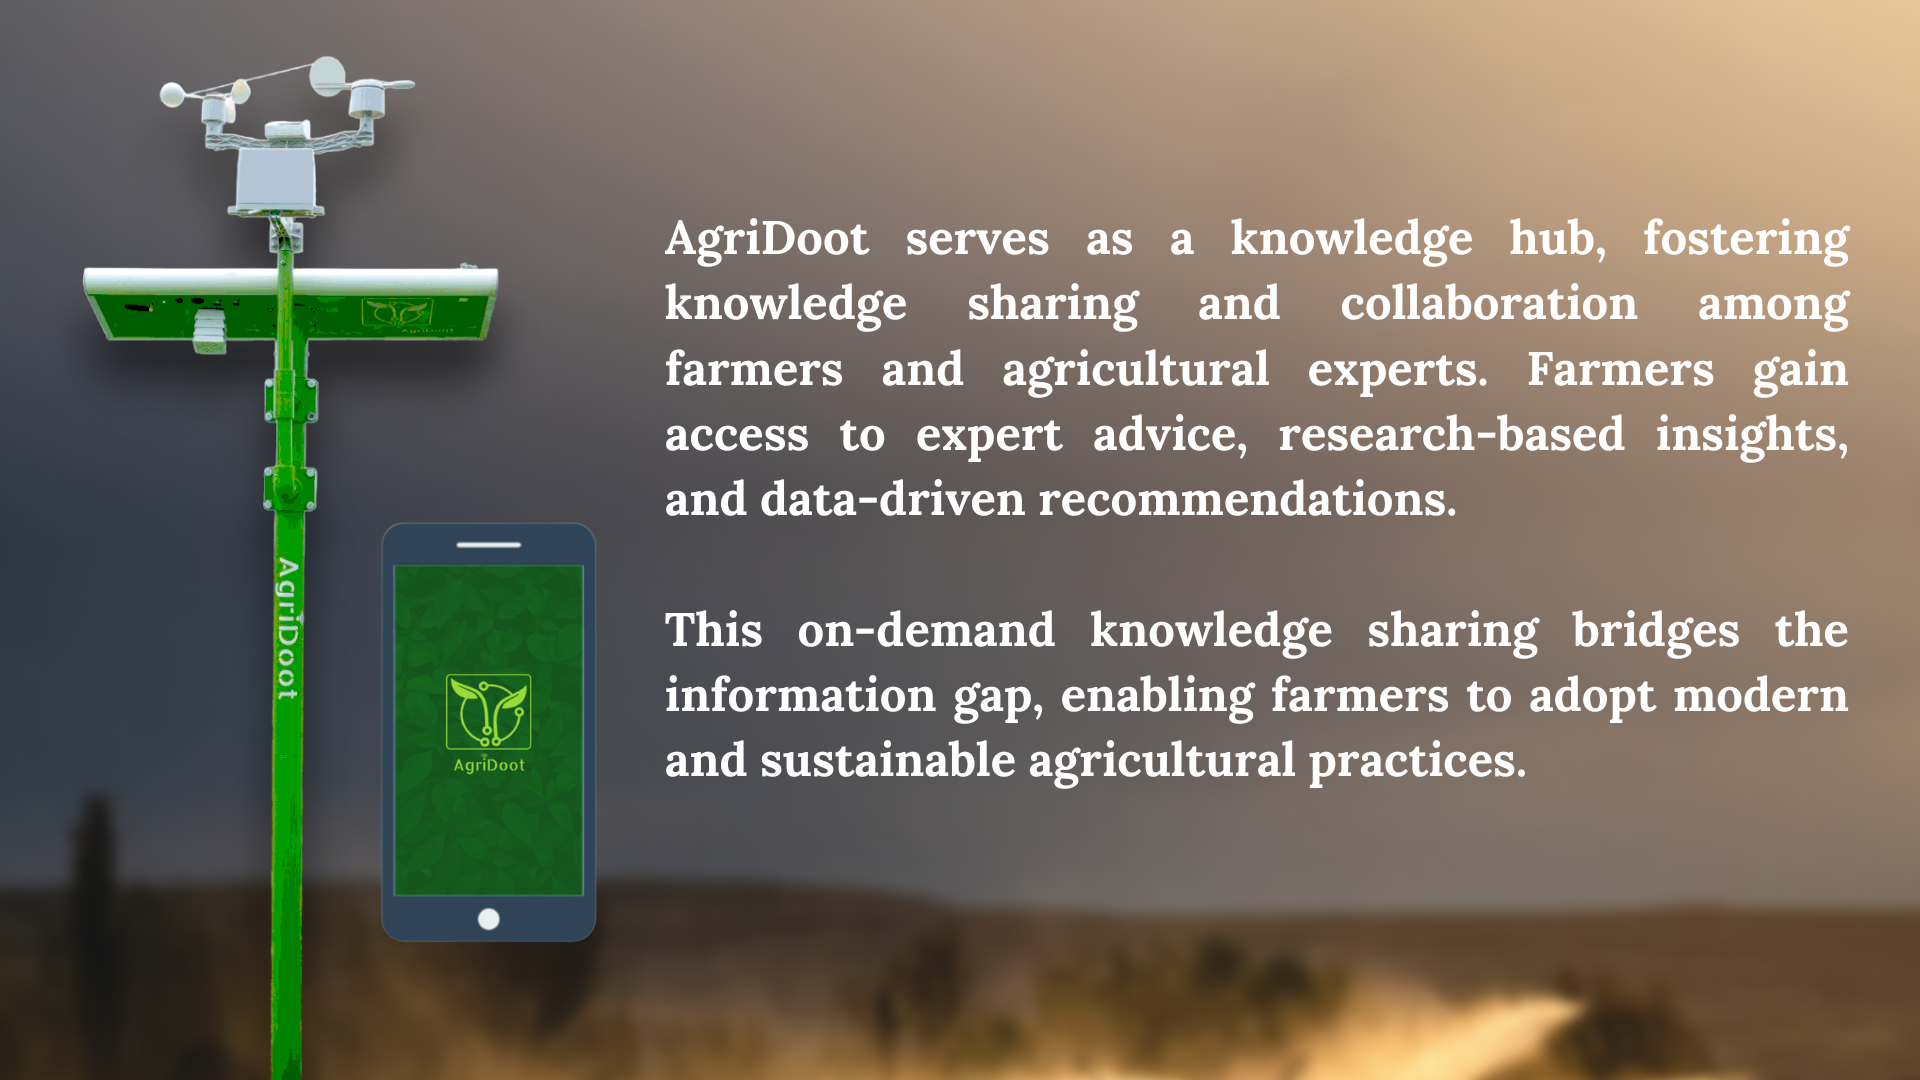 AgriDoot serves as a knowledge hub, fostering
knowledge sharing and collaboration among
farmers and agricultural experts. Farmers gain
access to expert advice, research-based insights,
and data-driven recommendations.
This on-demand knowledge sharing bridges the
information gap, enabling farmers to adopt modern
and sustainable agricultural practices.
AgriDoot
AgriDoot
AgriDoot